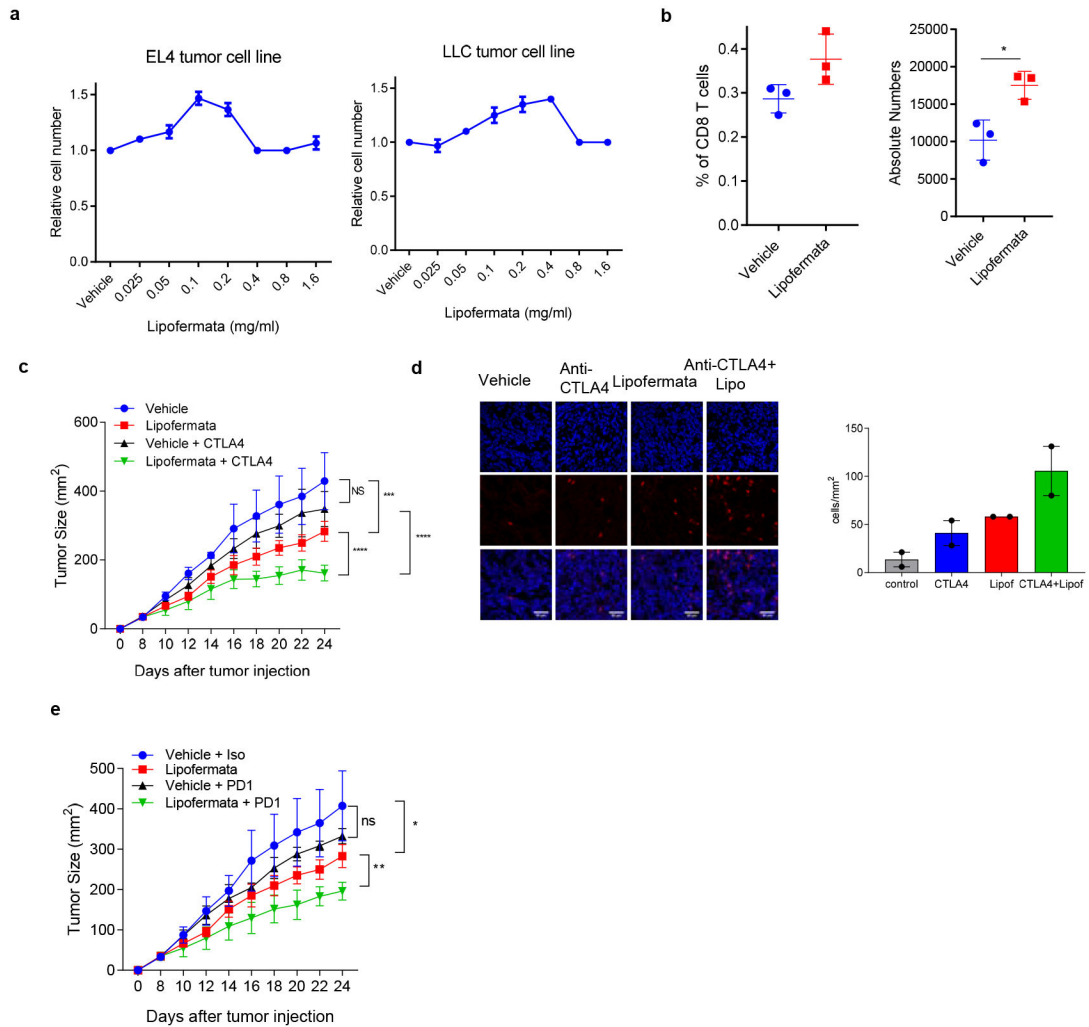 a
EL4 tumor cell line
Relative cell number
1.5
1.0
0.5
0.0
Vehicle
0.025
0.05
0.1
0.2
0.4
0.8
1.6
Lipofermata (mg/ml)
LLC tumor cell line
Relative cell number
1.5
1.0
0.5
0.0
Vehicle
0.025
0.05
0.1
0.2
0.4
0.8
1.6
Lipofermata (mg/ml)
b
% of CD8 T cells
0.4
0.3
0.2
0.1
0.0
Vehicle
Lipofermata
Absolute Numbers
25000
20000
15000
10000
5000
0
*
Vehicle
Lipofermata
c
Vehicle
Lipofermata
Vehicle + CTLA4
Lipofermata + CTLA4
Tumor Size (mm²)
600
400
200
0
NS
***
****
****
0 8 10 12 14 16 18 20 22 24
Days after tumor injection
d
Vehicle
Anti-
CTLA4
Lipofermata
Anti-CTLA4+
Lipo
cells/mm²
150
100
50
0
control
CTLA4
Lipof
CTLA4+Lipof
e
Vehicle + Iso
Lipofermata
Vehicle + PD1
Lipofermata + PD1
Tumor Size (mm²)
500
400
300
200
100
0
ns
*
**
0 8 10 12 14 16 18 20 22 24
Days after tumor injection